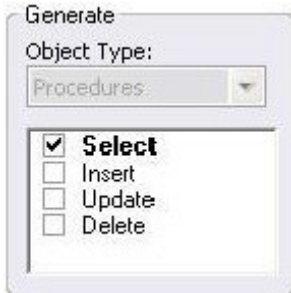 Generate
Object Type:
Procedures
Select
Insert
Update
Delete